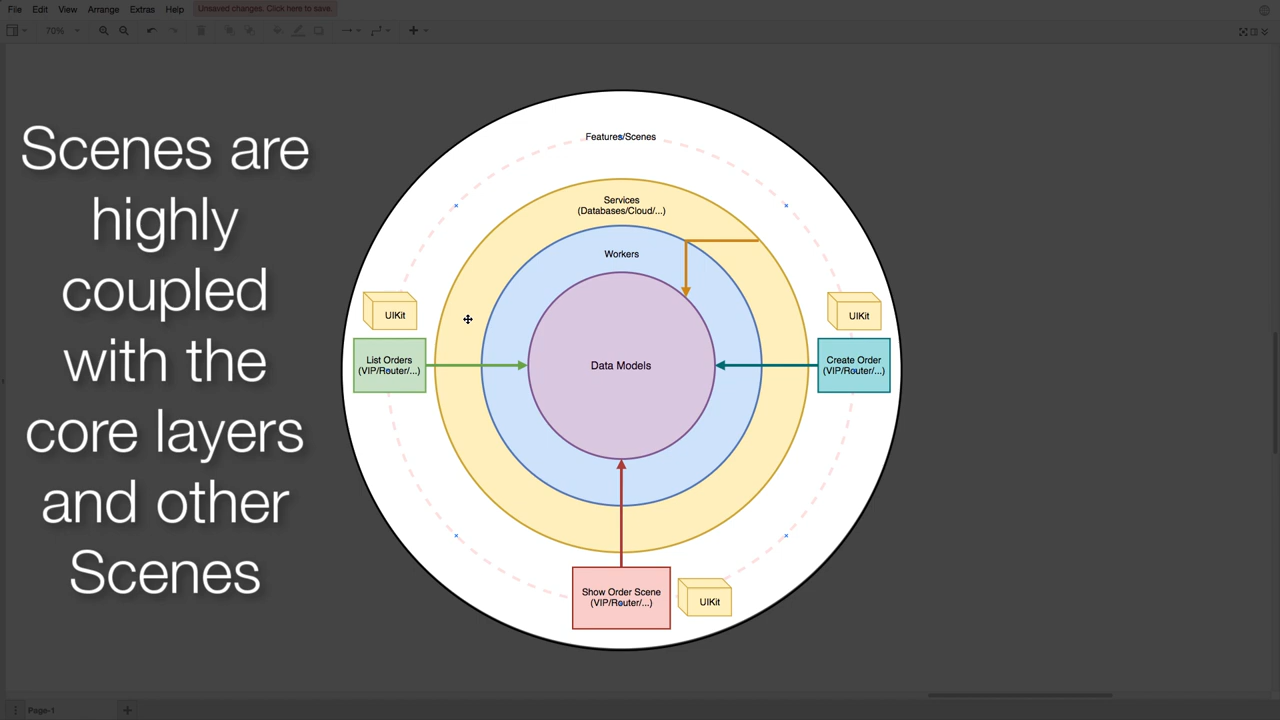 File Edit View Arrange Extras Help Unsaved changes. Click here to save.
70%
Scenes are
highly
coupled
with the
core layers
and other
Scenes
Features/Scenes
Services
(Databases/Cloud/...)
Workers
Data Models
UIKit
List Orders
(VIP/Router/...)
UIKit
Create Order
(VIP/Router/...)
Show Order Scene
(VIP/Router/...)
UIKit
Page-1